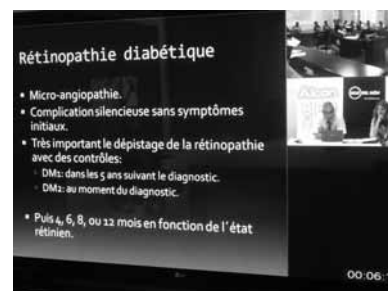 Rétinopathie diabétique
• Micro-angiopathie.
• Complication silencieuse sans symptômes
initiaux.
• Très important le dépistage de la rétinopathie
avec des contrôles:
DM1: dans les 5 ans suivant le diagnostic.
DM2: au moment du diagnostic.
• Puis 4, 6, 8, ou 12 mois en fonction de l'état
rétinien.
Alcon
00:06: